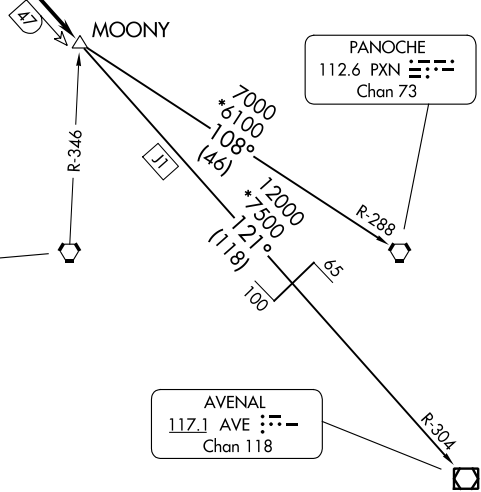 47
MOONY
PANOCHE
112.6 PXN
Chan 73
R-346
7000
*6100
108°
(46)
J1
12000
*7500
121°
(118)
R-288
65
100
AVENAL
117.1 AVE
Chan 118
R-304